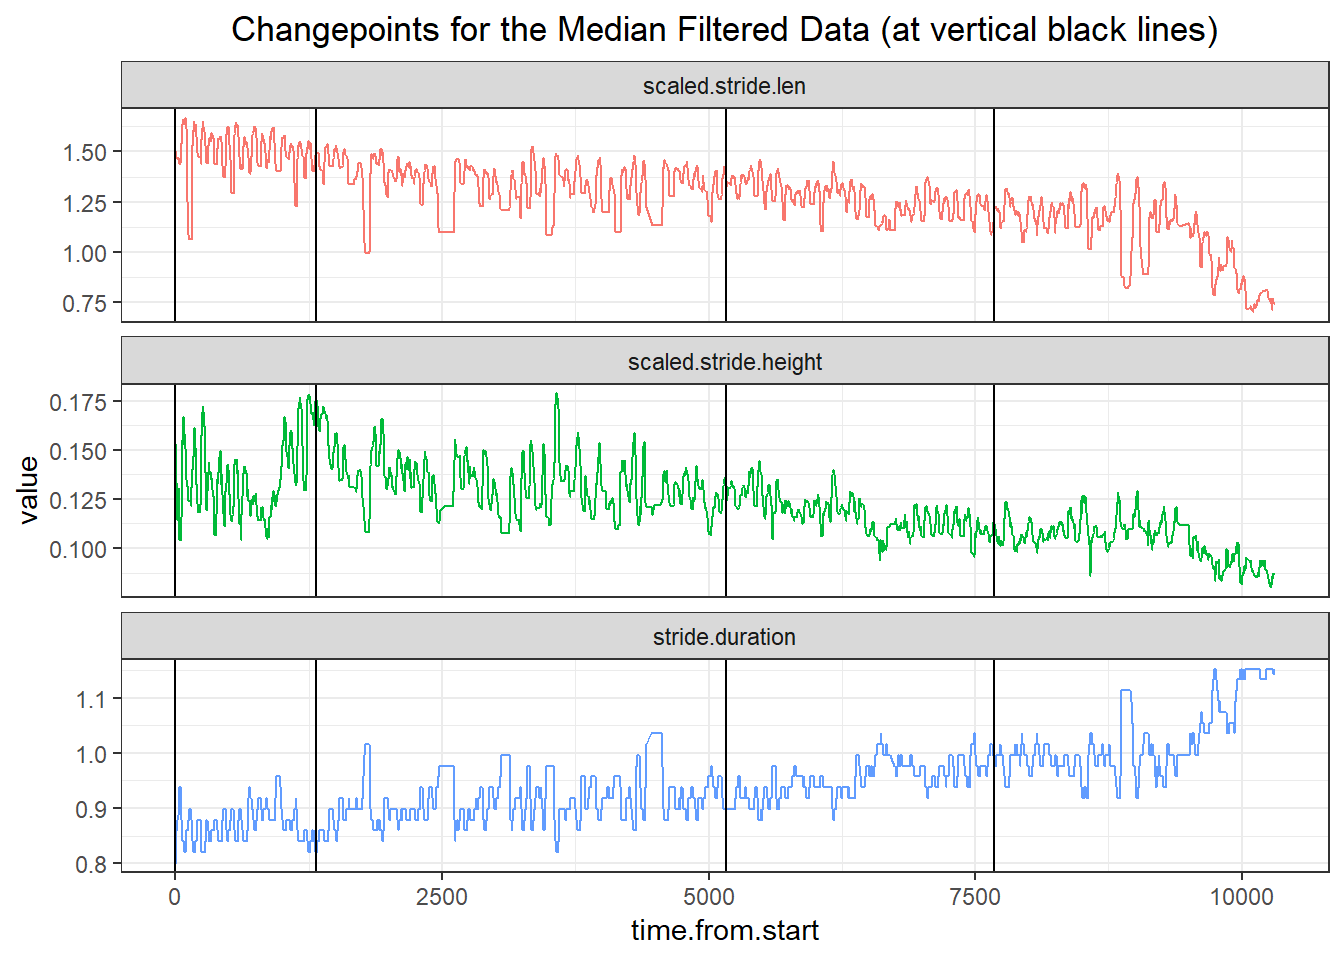 Changepoints for the Median Filtered Data (at vertical black lines)
scaled.stride.len
1.50
1.25
1.00
0.75
scaled.stride.height
0.175
0.150
0.125
0.100
value
stride.duration
1.1
1.0
0.9
0.8
0 2500 5000 7500 10000
time.from.start